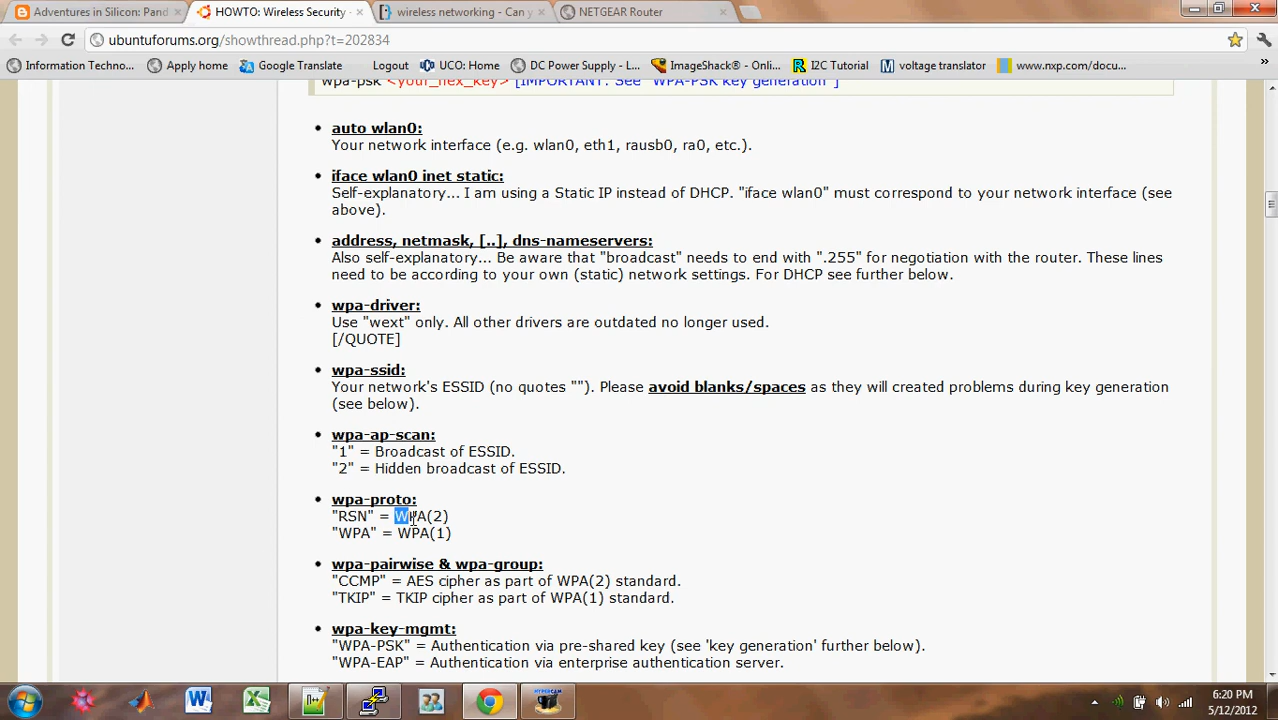 Adventures in Silicon: Pand
HOWTO: Wireless Security -
wireless networking - Can y
NETGEAR Router
ubuntuforums.org/showthread.php?t=202834
Information Techno...
Apply home
Google Translate
Logout
UCO: Home
DC Power Supply - L...
ImageShack® - Onli...
I2C Tutorial
voltage translator
www.nxp.com/docu...
wpa-psk <your_hex_key> [IMPORTANT: See "WPA-PSK key generation"]
• auto wlan0:
Your network interface (e.g. wlan0, eth1, rausb0, ra0, etc.).
• iface wlan0 inet static:
Self-explanatory... I am using a Static IP instead of DHCP. "iface wlan0" must correspond to your network interface (see
above).
• address, netmask, [..], dns-nameservers:
Also self-explanatory... Be aware that "broadcast" needs to end with ".255" for negotiation with the router. These lines
need to be according to your own (static) network settings. For DHCP see further below.
• wpa-driver:
Use "wext" only. All other drivers are outdated no longer used.
[/QUOTE]
• wpa-ssid:
Your network's ESSID (no quotes ""). Please avoid blanks/spaces as they will created problems during key generation
(see below).
• wpa-ap-scan:
"1" = Broadcast of ESSID.
"2" = Hidden broadcast of ESSID.
• wpa-proto:
"RSN" = WPA(2)
"WPA" = WPA(1)
• wpa-pairwise & wpa-group:
"CCMP" = AES cipher as part of WPA(2) standard.
"TKIP" = TKIP cipher as part of WPA(1) standard.
• wpa-key-mgmt:
"WPA-PSK" = Authentication via pre-shared key (see 'key generation' further below).
"WPA-EAP" = Authentication via enterprise authentication server.
HYPERCAM
6:20 PM
5/12/2012